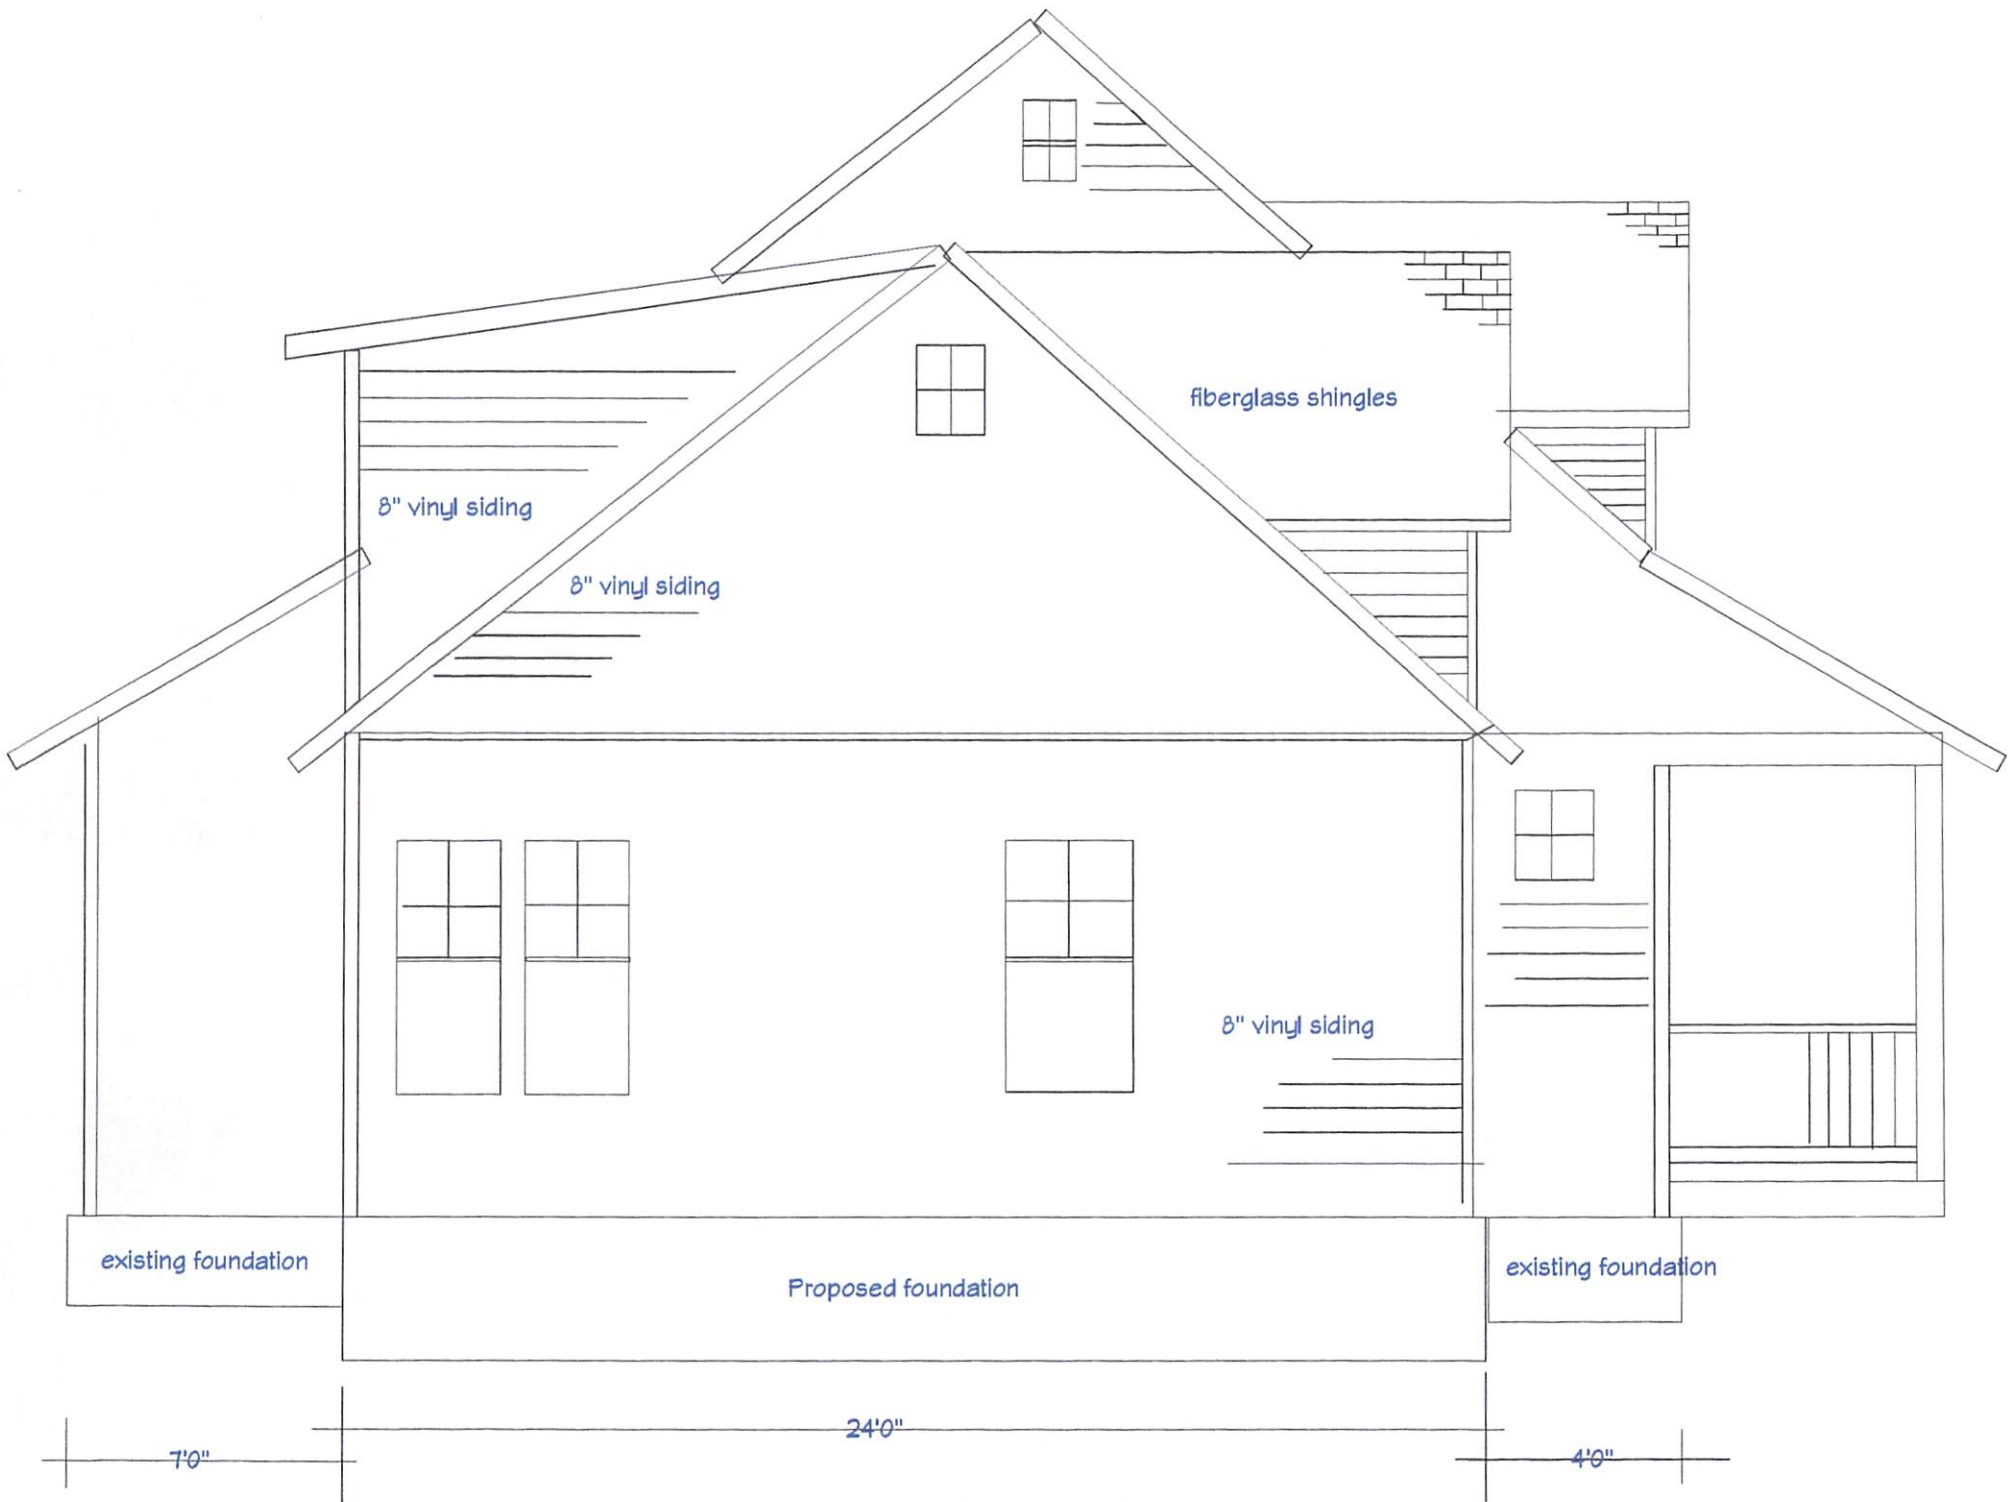 fiberglass shingles
8" vinyl siding
8" vinyl siding
8" vinyl siding
existing foundation
Proposed foundation
existing foundation
7'0"
24'0"
4'0"